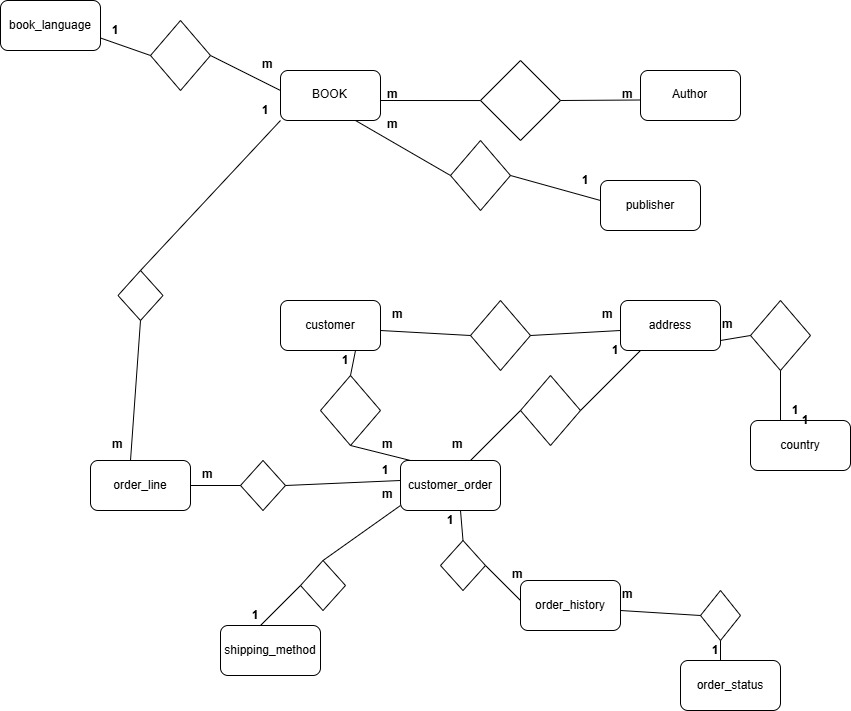 book_language
1
m
BOOK
m
m
Author
1
m
1
publisher
customer
m
m
address
m
1
1
1
1
country
m
m
m
order_line
m
1
customer_order
m
1
m
order_history
m
1
shipping_method
1
order_status